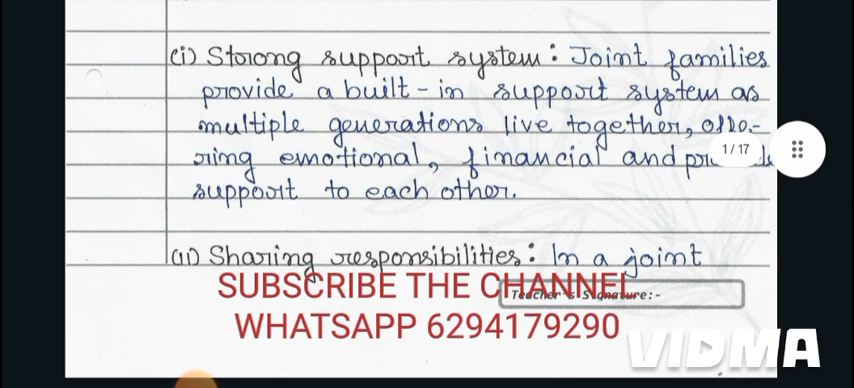 (i) Strong support system: Joint families
provide a built-in support system as
multiple generations live together, offe-
ring emotional, financial and
1/17
support to each other.
(ii) Sharing responsibilities: In a joint
SUBSCRIBE THE CHANNEL
Teacher's Signature:-
WHATSAPP 6294179290
VIDMA